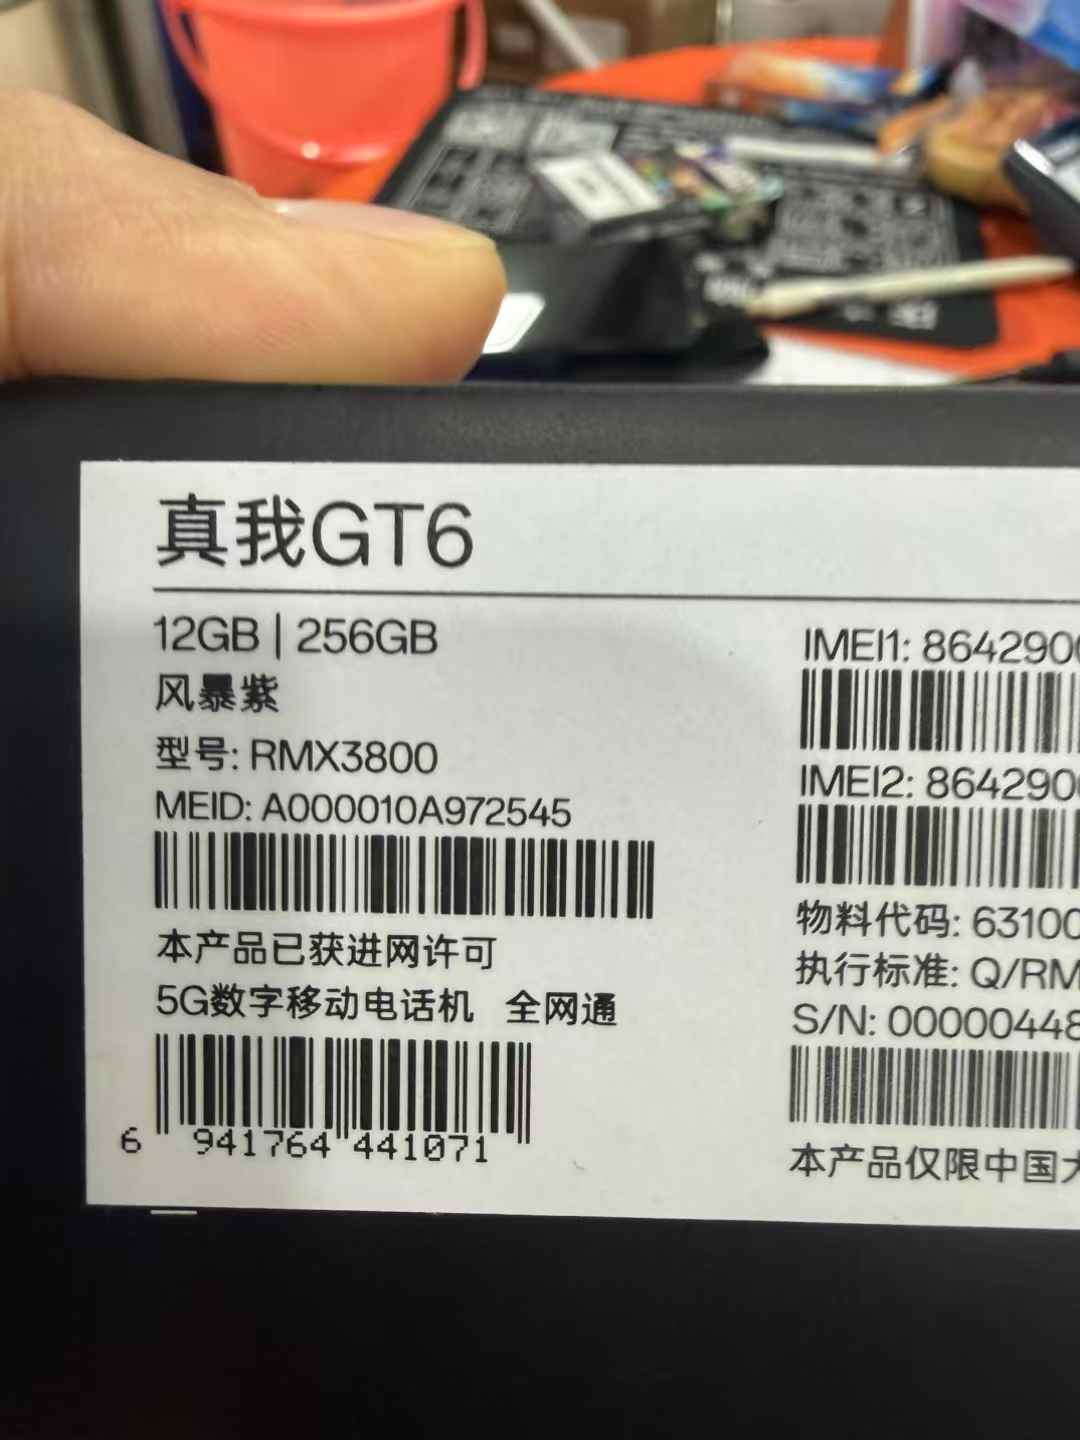 真我GT6
12GB | 256GB
风暴紫
型号: RMX3800
MEID: A000010A972545
本产品已获进网许可
5G数字移动电话机 全网通
6 941764 441071
IMEI1: 864290
IMEI2: 864290
物料代码: 63100
执行标准: Q/RM
S/N: 00000448
本产品仅限中国大